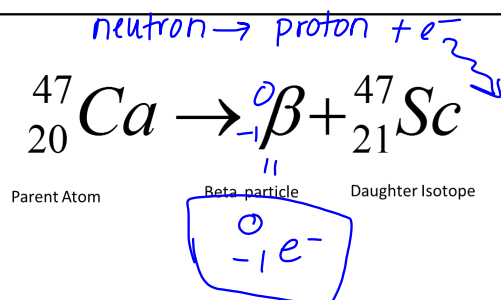 neutron → proton + e⁻
⁴⁷₂₀Ca → ⁰₋₁β + ⁴⁷₂₁Sc
"
Parent Atom Beta particle Daughter Isotope
⁰₋₁e⁻